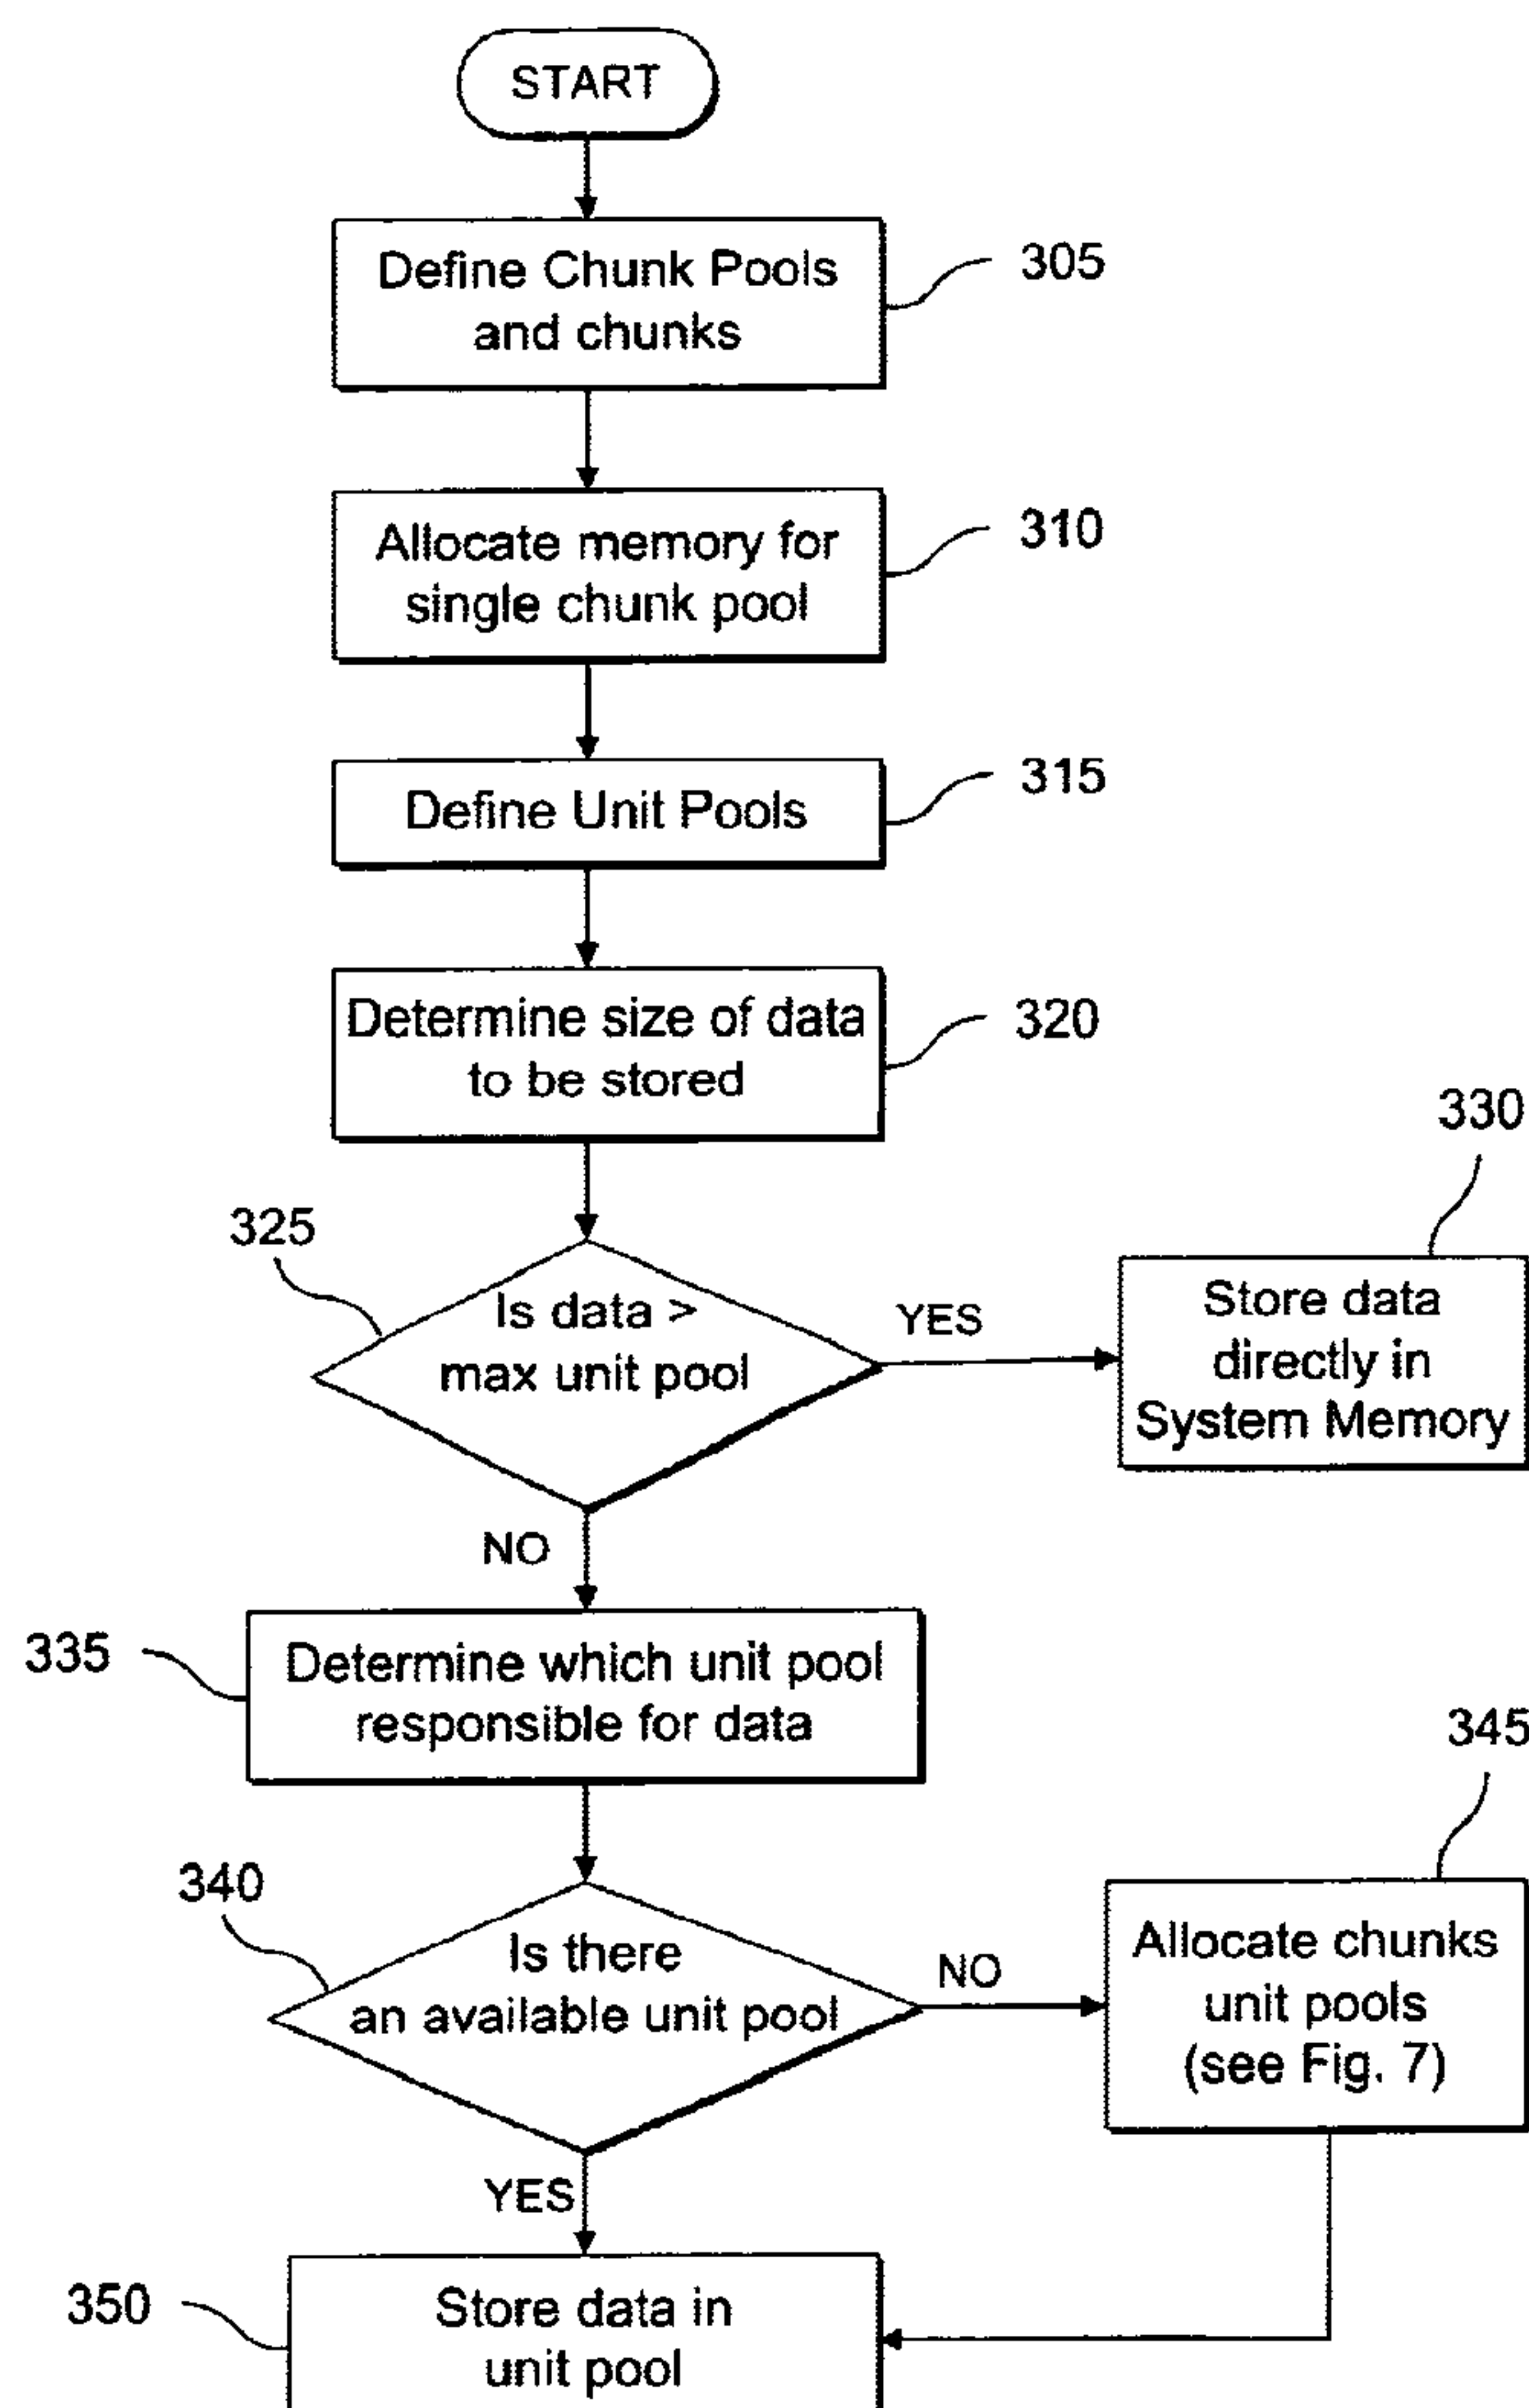 START
Define Chunk Pools
and chunks
305
Allocate memory for
single chunk pool
310
Define Unit Pools
315
Determine size of data
to be stored
320
325
Is data >
max unit pool
YES
330
Store data
directly in
System Memory
NO
335
Determine which unit pool
responsible for data
340
Is there
an available unit pool
NO
345
Allocate chunks
unit pools
(see Fig. 7)
YES
350
Store data in
unit pool